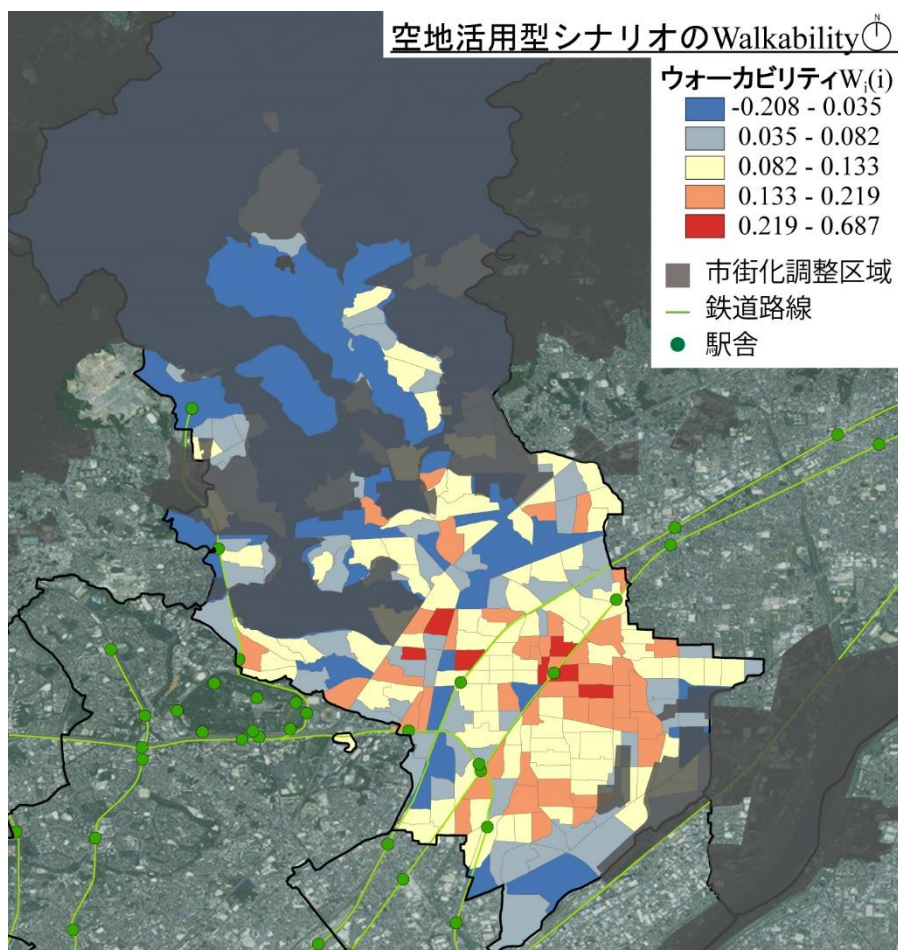 空地活用型シナリオのWalkability
N
ウォーカビリティWᵢ(i)
-0.208 - 0.035
0.035 - 0.082
0.082 - 0.133
0.133 - 0.219
0.219 - 0.687
市街化調整区域
鉄道路線
駅舎